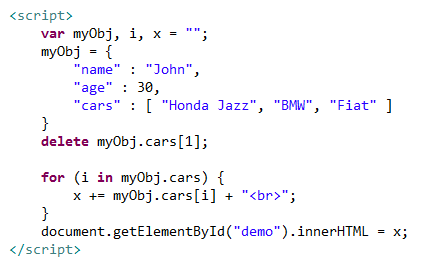 <script>
    var myObj, i, x = "";
    myObj = {
        "name" : "John",
        "age" : 30,
        "cars" : [ "Honda Jazz", "BMW", "Fiat" ]
    }
    delete myObj.cars[1];

    for (i in myObj.cars) {
        x += myObj.cars[i] + "<br>";
    }
    document.getElementById("demo").innerHTML = x;
</script>